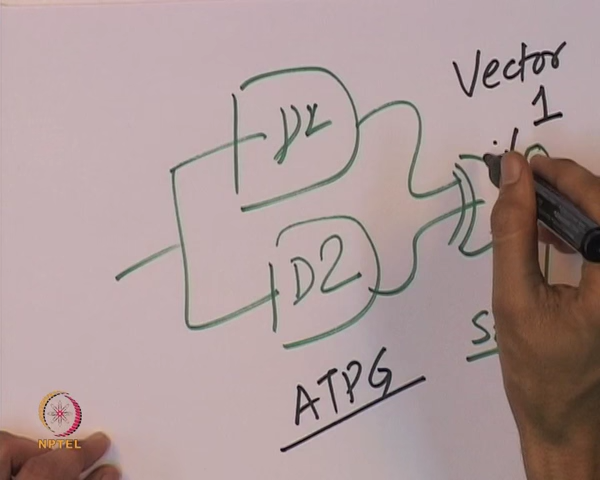 Vector
1
D1
D2
ATPG
NPTEL